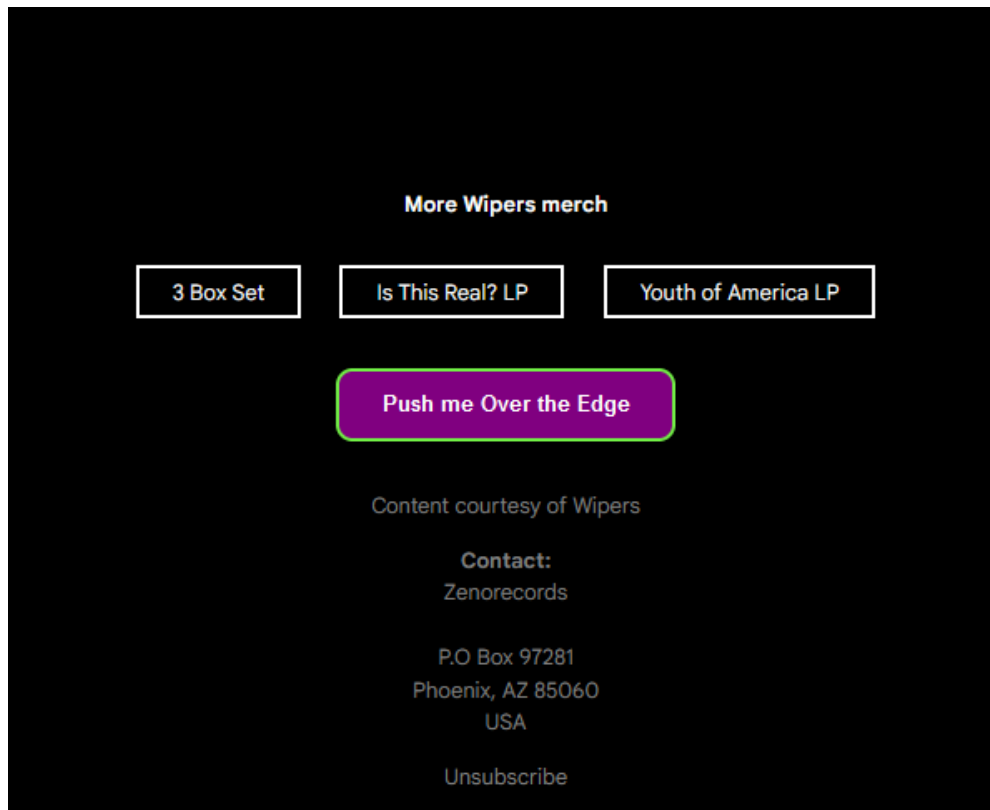 More Wipers merch
3 Box Set
Is This Real? LP
Youth of America LP
Push me Over the Edge
Content courtesy of Wipers
Contact:
Zenorecords
P.O Box 97281
Phoenix, AZ 85060
USA
Unsubscribe